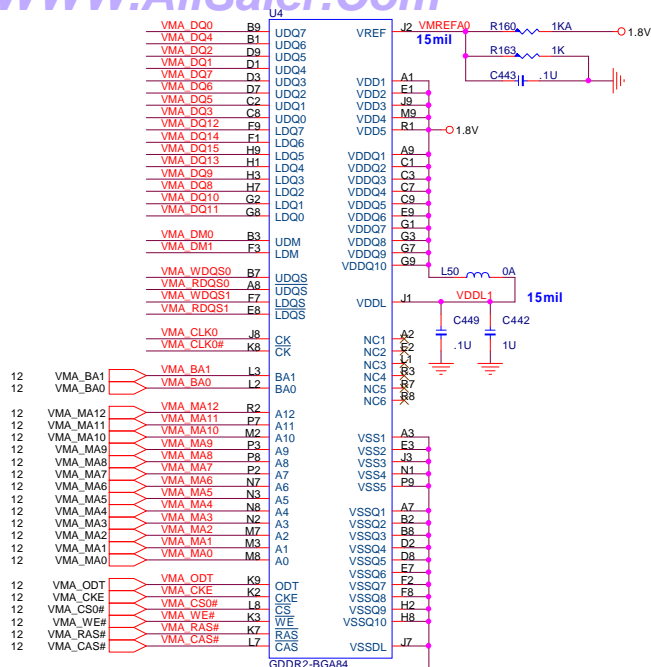 WWW.AliSaler.Com
U4
VMA_DQ0 B9 UDQ7 VREF J2 VMREFA0 R160 1KA 1.8V
15mil
VMA_DQ4 B1 UDQ6
VMA_DQ2 D9 UDQ5 R163 1K
VMA_DQ1 D1 UDQ4
VMA_DQ7 D3 UDQ3 VDD1 A1 C443 .1U
VMA_DQ6 D7 UDQ2 VDD2 E1
VMA_DQ5 C2 UDQ1 VDD3 J9
VMA_DQ3 C8 UDQ0 VDD4 M9
VMA_DQ12 F9 LDQ7 VDD5 R1 1.8V
VMA_DQ14 F1 LDQ6
VMA_DQ15 H9 LDQ5 VDDQ1 A9
VMA_DQ13 H1 LDQ4 VDDQ2 C1
VMA_DQ9 H3 LDQ3 VDDQ3 C3
VMA_DQ8 H7 LDQ2 VDDQ4 C7
VMA_DQ10 G2 LDQ1 VDDQ5 C9
VMA_DQ11 G8 LDQ0 VDDQ6 E9
VDDQ7 G1
VMA_DM0 B3 UDM VDDQ8 G3
VMA_DM1 F3 LDM VDDQ9 G7
VDDQ10 G9
VMA_WDQS0 B7 UDQS L50 0A
VMA_RDQS0 A8 UDQS
VMA_WDQS1 F7 LDQS VDDL J1 VDDL1 15mil
VMA_RDQS1 E8 LDQS
C449 C442
VMA_CLK0 J8 CK NC1 A2
.1U 1U
VMA_CLK0# K8 CK NC2 E2
NC3 L1
12 VMA_BA1 VMA_BA1 L3 BA1 NC4 R3
12 VMA_BA0 VMA_BA0 L2 BA0 NC5 R7
NC6 R8
12 VMA_MA12 VMA_MA12 R2 A12
12 VMA_MA11 VMA_MA11 P7 A11
12 VMA_MA10 VMA_MA10 M2 A10 VSS1 A3
12 VMA_MA9 VMA_MA9 P3 A9 VSS2 E3
12 VMA_MA8 VMA_MA8 P8 A8 VSS3 J3
12 VMA_MA7 VMA_MA7 P2 A7 VSS4 N1
12 VMA_MA6 VMA_MA6 N7 A6 VSS5 P9
12 VMA_MA5 VMA_MA5 N3 A5
12 VMA_MA4 VMA_MA4 N8 A4 VSSQ1 A7
12 VMA_MA3 VMA_MA3 N2 A3 VSSQ2 B2
12 VMA_MA2 VMA_MA2 M7 A2 VSSQ3 B8
12 VMA_MA1 VMA_MA1 M3 A1 VSSQ4 D2
12 VMA_MA0 VMA_MA0 M8 A0 VSSQ5 D8
VSSQ6 E7
12 VMA_ODT VMA_ODT K9 ODT VSSQ7 F2
12 VMA_CKE VMA_CKE K2 CKE VSSQ8 F8
12 VMA_CS0# VMA_CS0# L8 CS VSSQ9 H2
12 VMA_WE# VMA_WE# K3 WE VSSQ10 H8
12 VMA_RAS# VMA_RAS# K7 RAS
12 VMA_CAS# VMA_CAS# L7 CAS VSSDL J7
GDDR2-BGA84